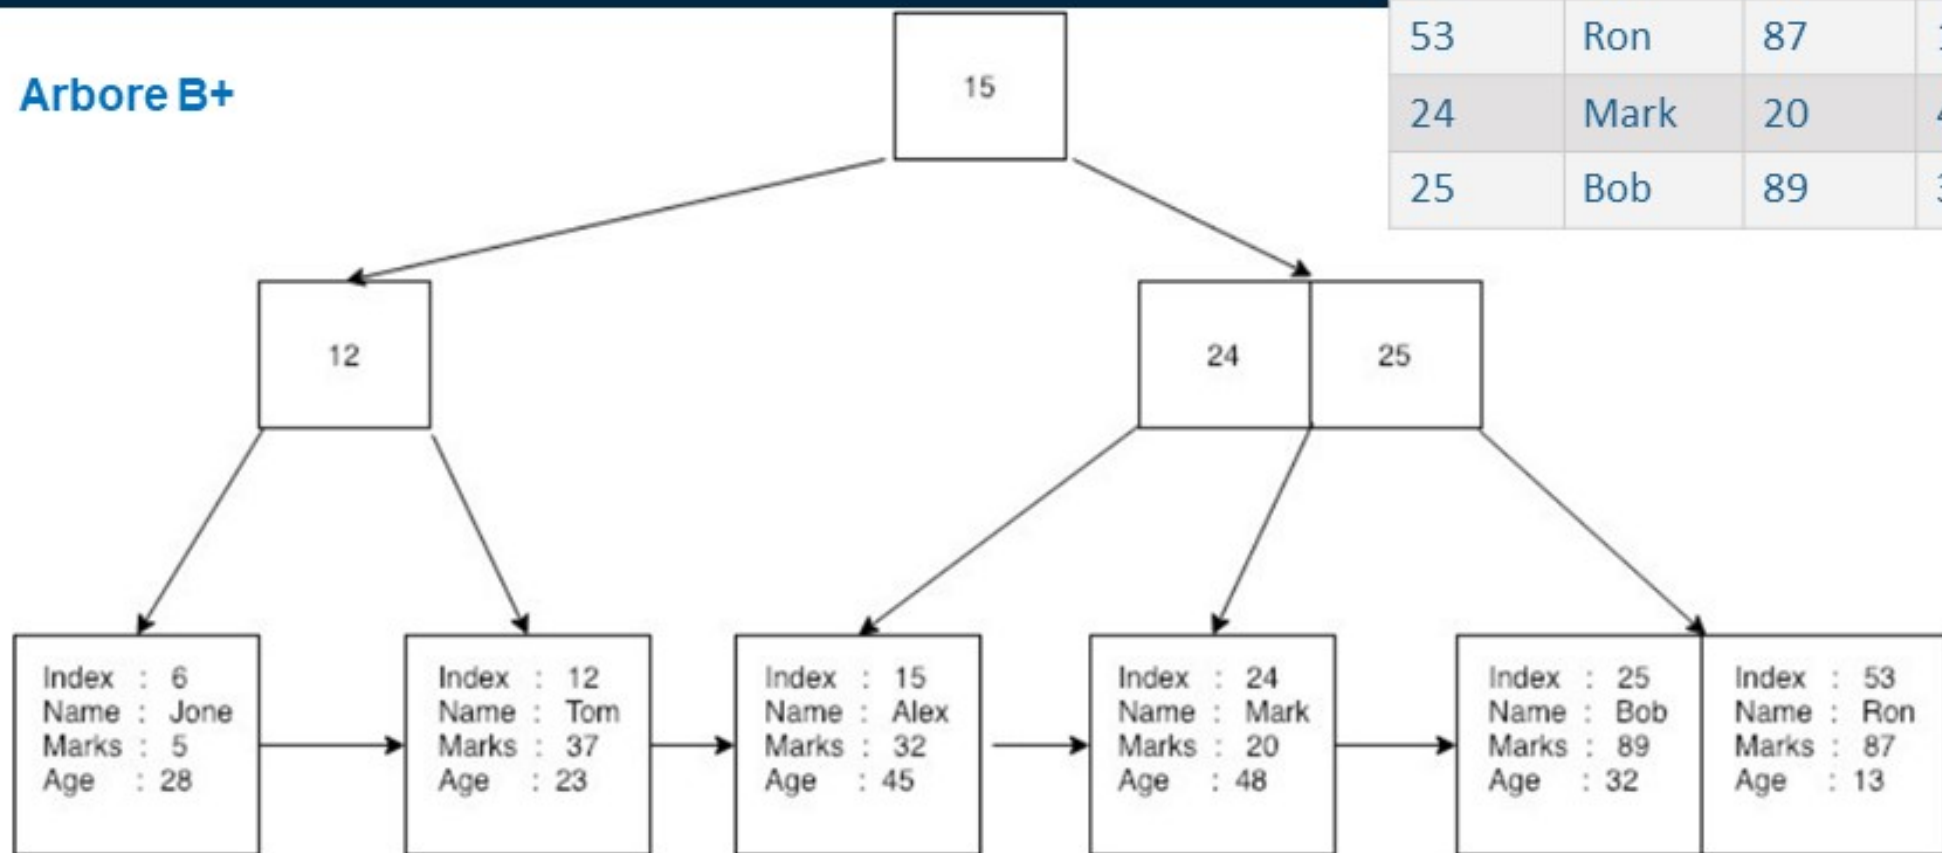 Arbore B+
53 Ron 87
24 Mark 20
25 Bob 89
15
12
24 25
Index : 6
Name : Jone
Marks : 5
Age : 28
Index : 12
Name : Tom
Marks : 37
Age : 23
Index : 15
Name : Alex
Marks : 32
Age : 45
Index : 24
Name : Mark
Marks : 20
Age : 48
Index : 25
Name : Bob
Marks : 89
Age : 32
Index : 53
Name : Ron
Marks : 87
Age : 13